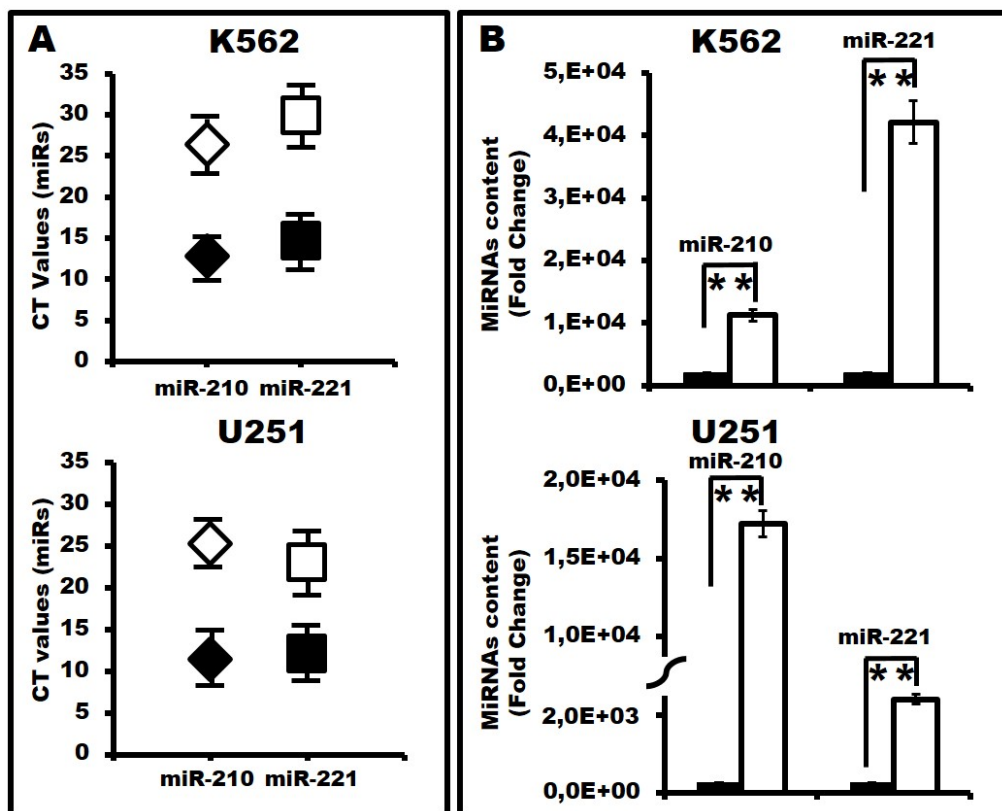 A
K562
CT Values (miRs)
35
30
25
20
15
10
5
0
miR-210 miR-221
U251
CT values (miRs)
35
30
25
20
15
10
5
0
miR-210 miR-221
B
K562
miR-221
MiRNAs content
(Fold Change)
5,E+04
4,E+04
3,E+04
2,E+04
1,E+04
0,E+00
miR-210
**
**
U251
miR-210
MiRNAs content
(Fold Change)
2,0E+04
1,5E+04
1,0E+04
2,0E+03
0,0E+00
**
miR-221
**